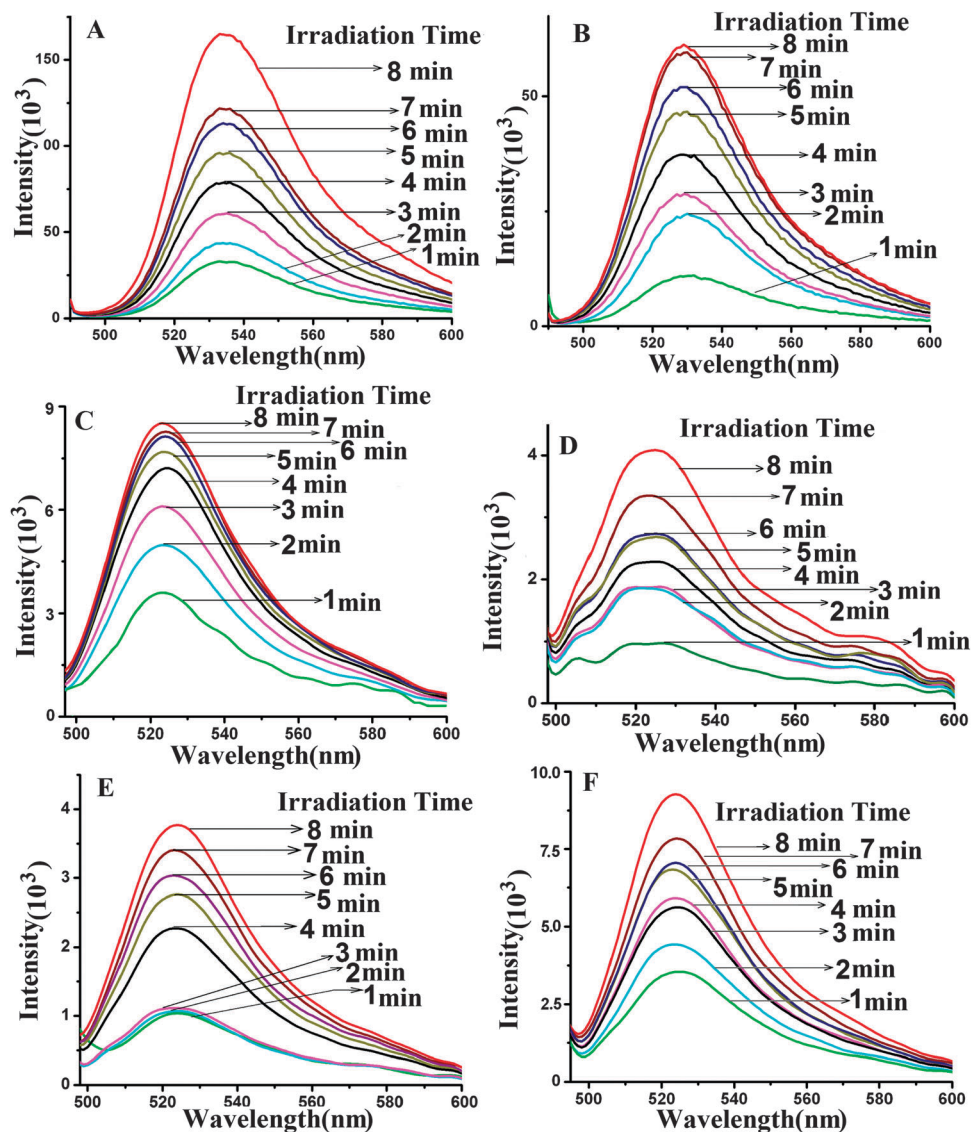 A
Irradiation Time
8 min
7 min
6 min
5 min
4 min
3 min
2 min
1 min
150
00
50
0
500 520 540 560 580 600
Intensity(10³)
Wavelength(nm)
B
Irradiation Time
8 min
7 min
6 min
5 min
4 min
3 min
2 min
1 min
50
25
0
500 520 540 560 580 600
Intensity(10³)
Wavelength(nm)
C
Irradiation Time
8 min
7 min
6 min
5 min
4 min
3 min
2 min
1 min
9
6
3
0
500 520 540 560 580 600
Intensity(10³)
Wavelength(nm)
D
Irradiation Time
8 min
7 min
6 min
5 min
4 min
3 min
2 min
1 min
4
2
0
500 520 540 560 580 600
Intensity(10³)
Wavelength(nm)
E
Irradiation Time
8 min
7 min
6 min
5 min
4 min
3 min
2 min
1 min
4
3
2
1
0
500 520 540 560 580 600
Intensity(10³)
Wavelength(nm)
F
Irradiation Time
8 min
7 min
6 min
5 min
4 min
3 min
2 min
1 min
10.0
7.5
5.0
2.5
0
500 520 540 560 580 600
Intensity(10³)
Wavelength(nm)